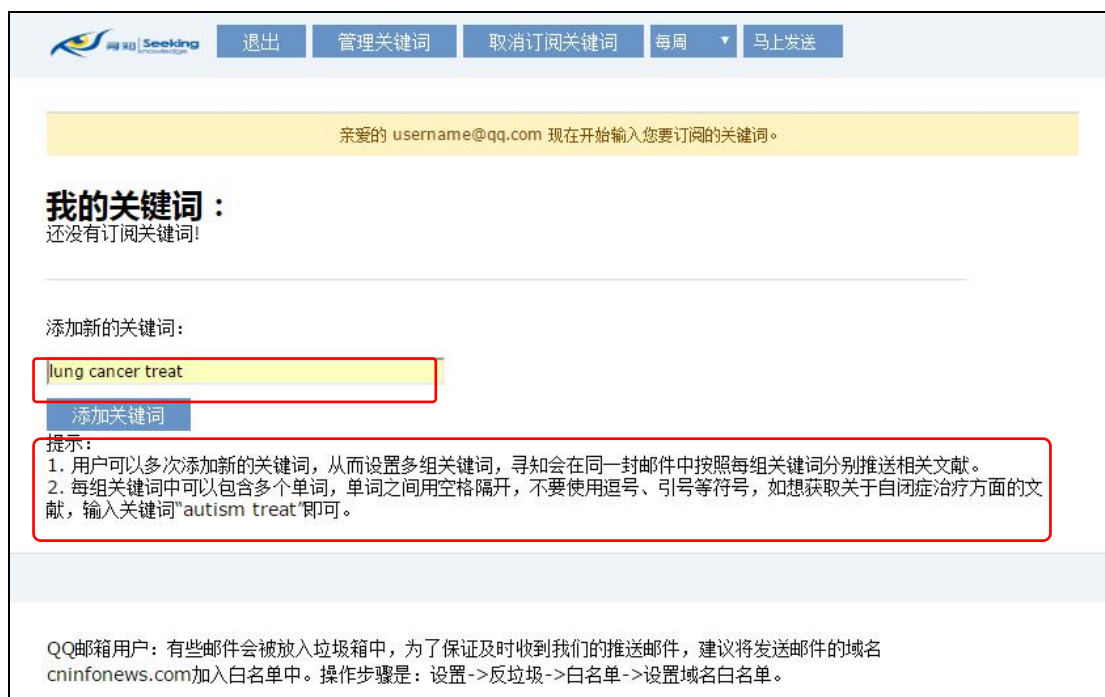 寻知 Seeking knowledge 退出 管理关键词 取消订阅关键词 每周 马上发送
亲爱的 username@qq.com 现在开始输入您要订阅的关键词。
我的关键词：
还没有订阅关键词!
添加新的关键词:
lung cancer treat
添加关键词
提示:
1. 用户可以多次添加新的关键词，从而设置多组关键词，寻知会在同一封邮件中按照每组关键词分别推送相关文献。
2. 每组关键词中可以包含多个单词，单词之间用空格隔开，不要使用逗号、引号等符号，如想获取关于自闭症治疗方面的文
献，输入关键词"autism treat"即可。
QQ邮箱用户：有些邮件会被放入垃圾箱中，为了保证及时收到我们的推送邮件，建议将发送邮件的域名
cninfonews.com加入白名单中。操作步骤是：设置->反垃圾->白名单->设置域名白名单。